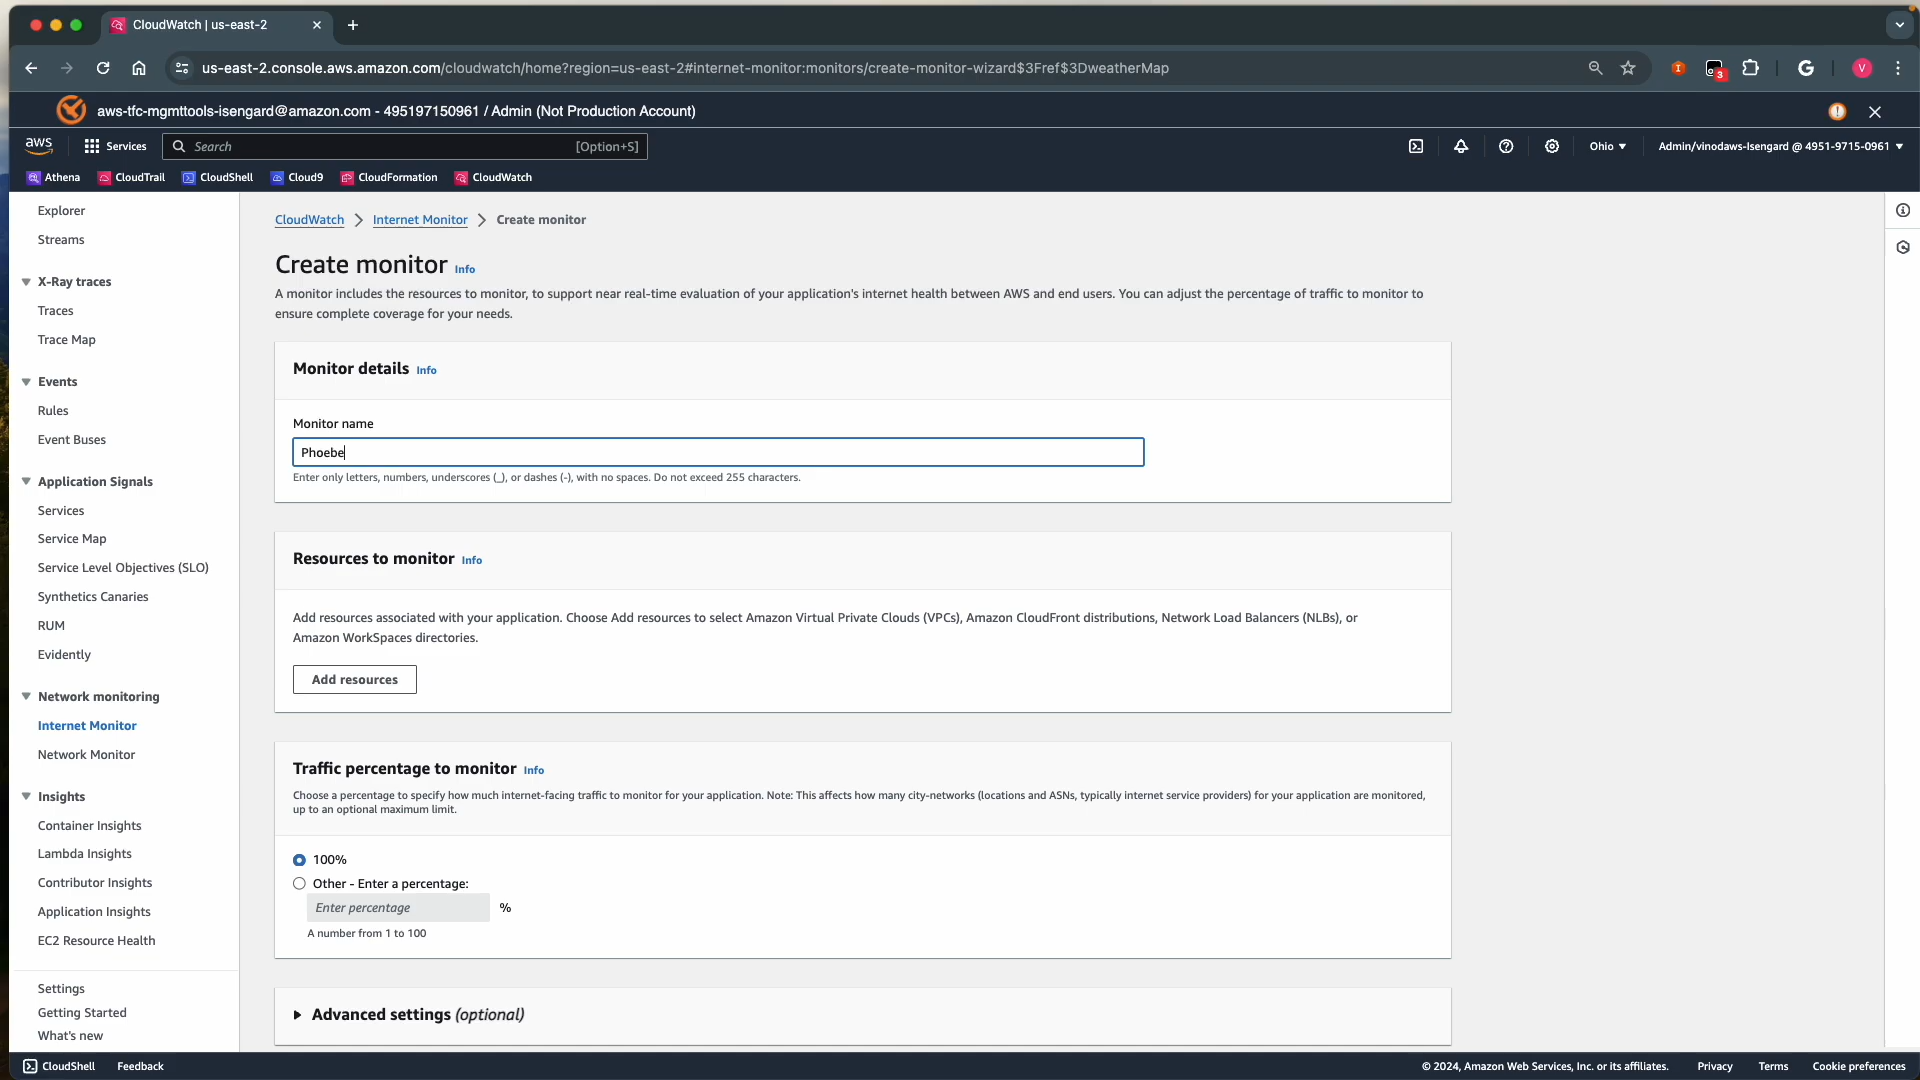 CloudWatch | us-east-2
us-east-2.console.aws.amazon.com/cloudwatch/home?region=us-east-2#internet-monitor:monitors/create-monitor-wizard$3Fref$3DweatherMap
3
V
aws-tfc-mgmttools-isengard@amazon.com - 495197150961 / Admin (Not Production Account)
aws
Services
Search
[Option+S]
Ohio
Admin/vinodaws-Isengard @ 4951-9715-0961
Athena
CloudTrail
CloudShell
Cloud9
CloudFormation
CloudWatch
Explorer
Streams
X-Ray traces
Traces
Trace Map
Events
Rules
Event Buses
Application Signals
Services
Service Map
Service Level Objectives (SLO)
Synthetics Canaries
RUM
Evidently
Network monitoring
Internet Monitor
Network Monitor
Insights
Container Insights
Lambda Insights
Contributor Insights
Application Insights
EC2 Resource Health
Settings
Getting Started
What's new
CloudWatch > Internet Monitor > Create monitor
Create monitor Info
A monitor includes the resources to monitor, to support near real-time evaluation of your application's internet health between AWS and end users. You can adjust the percentage of traffic to monitor to
ensure complete coverage for your needs.
Monitor details Info
Monitor name
Phoebe
Enter only letters, numbers, underscores (_), or dashes (-), with no spaces. Do not exceed 255 characters.
Resources to monitor Info
Add resources associated with your application. Choose Add resources to select Amazon Virtual Private Clouds (VPCs), Amazon CloudFront distributions, Network Load Balancers (NLBs), or
Amazon WorkSpaces directories.
Add resources
Traffic percentage to monitor Info
Choose a percentage to specify how much internet-facing traffic to monitor for your application. Note: This affects how many city-networks (locations and ASNs, typically internet service providers) for your application are monitored,
up to an optional maximum limit.
100%
Other - Enter a percentage:
Enter percentage %
A number from 1 to 100
Advanced settings (optional)
CloudShell
Feedback
© 2024, Amazon Web Services, Inc. or its affiliates.
Privacy
Terms
Cookie preferences